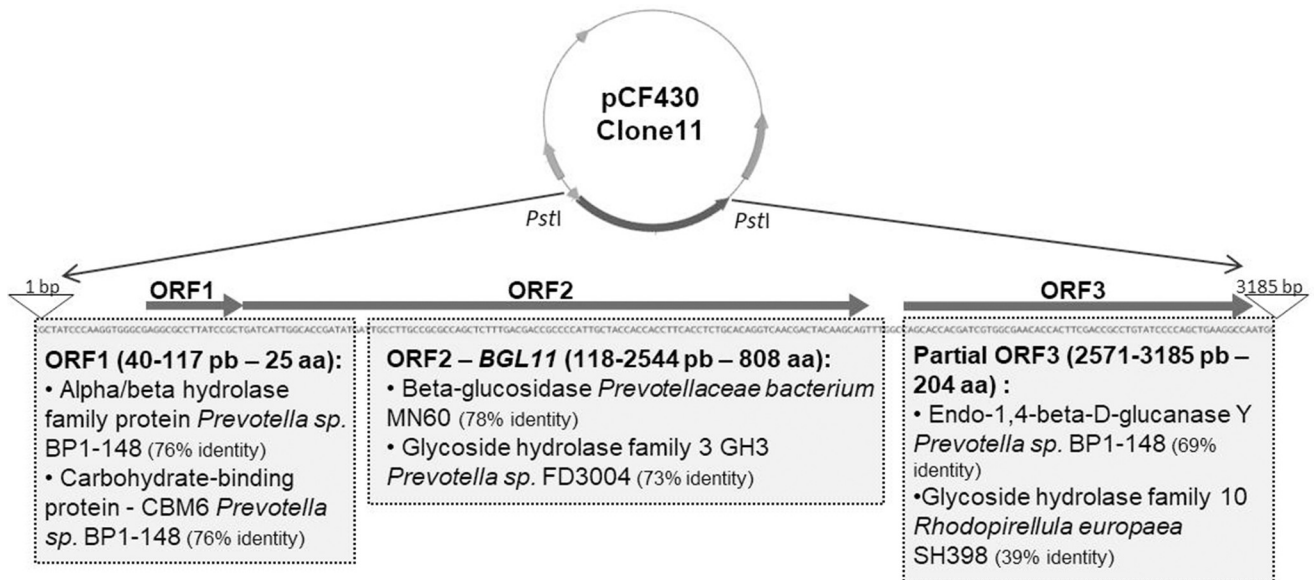 pCF430
Clone11
PstI
PstI
1 bp
ORF1
ORF2
ORF3
3185 bp
ORF1 (40-117 pb – 25 aa):
• Alpha/beta hydrolase
family protein Prevotella sp.
BP1-148 (76% identity)
• Carbohydrate-binding
protein - CBM6 Prevotella
sp. BP1-148 (76% identity)
ORF2 – BGL11 (118-2544 pb – 808 aa):
• Beta-glucosidase Prevotellaceae bacterium
MN60 (78% identity)
• Glycoside hydrolase family 3 GH3
Prevotella sp. FD3004 (73% identity)
Partial ORF3 (2571-3185 pb –
204 aa) :
• Endo-1,4-beta-D-glucanase Y
Prevotella sp. BP1-148 (69%
identity)
•Glycoside hydrolase family 10
Rhodopirellula europaea
SH398 (39% identity)